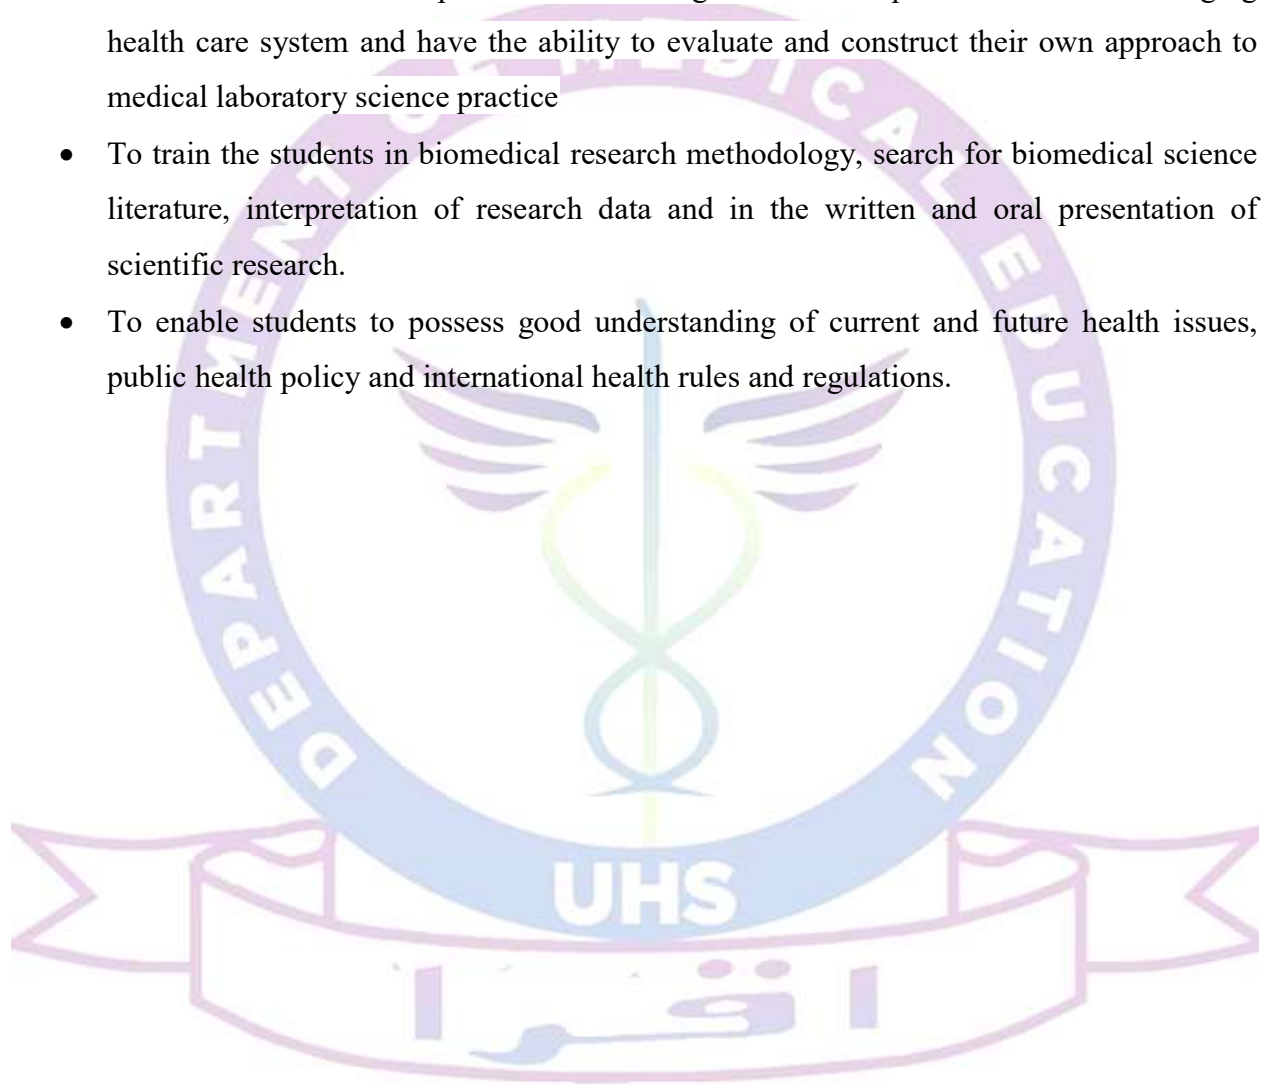 health care system and have the ability to evaluate and construct their own approach to
medical laboratory science practice
• To train the students in biomedical research methodology, search for biomedical science
literature, interpretation of research data and in the written and oral presentation of
scientific research.
• To enable students to possess good understanding of current and future health issues,
public health policy and international health rules and regulations.
DEPARTMENT OF MEDICAL EDUCATION
UHS
اقرا